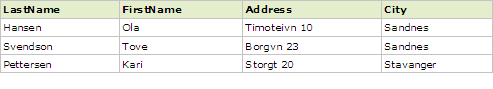 LastName FirstName Address City
Hansen Ola Timoteivn 10 Sandnes
Svendson Tove Borgvn 23 Sandnes
Pettersen Kari Storgt 20 Stavanger